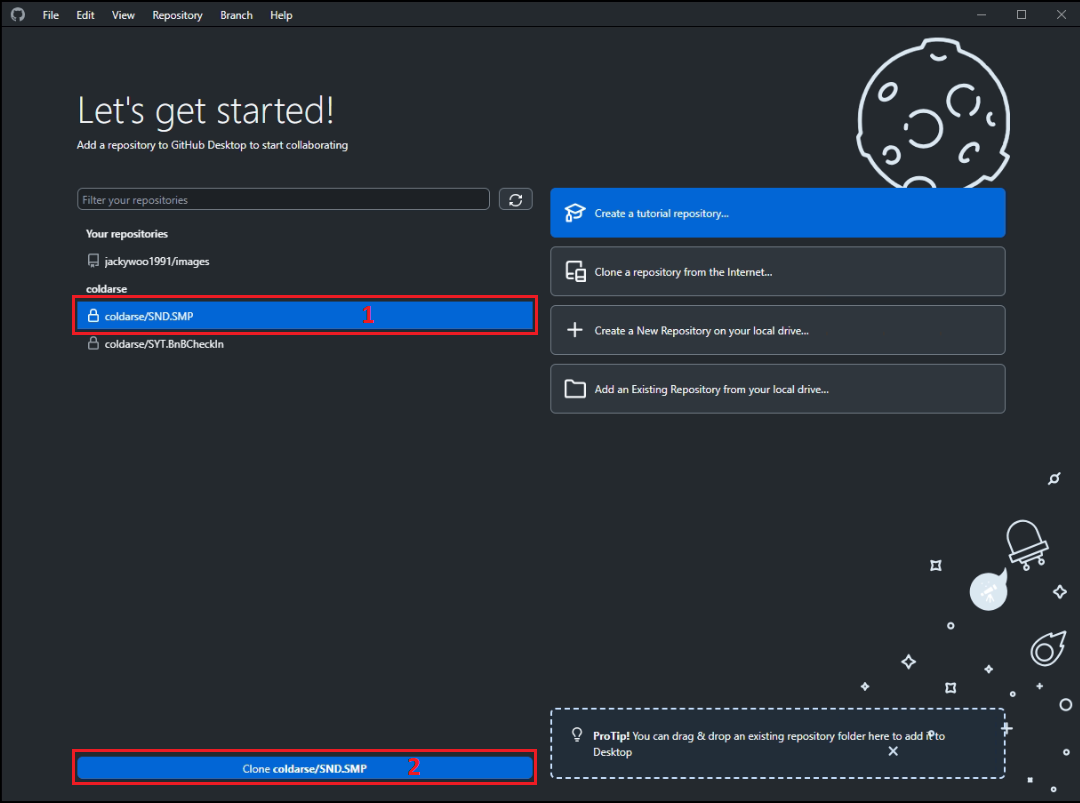 File Edit View Repository Branch Help
Let's get started!
Add a repository to GitHub Desktop to start collaborating
Filter your repositories
Your repositories
jackywoo1991/images
coldarse
coldarse/SND.SMP 1
coldarse/SYT.BnBCheckIn
Clone coldarse/SND.SMP 2
Create a tutorial repository...
Clone a repository from the Internet...
Create a New Repository on your local drive...
Add an Existing Repository from your local drive...
ProTip! You can drag & drop an existing repository folder here to add it to
Desktop